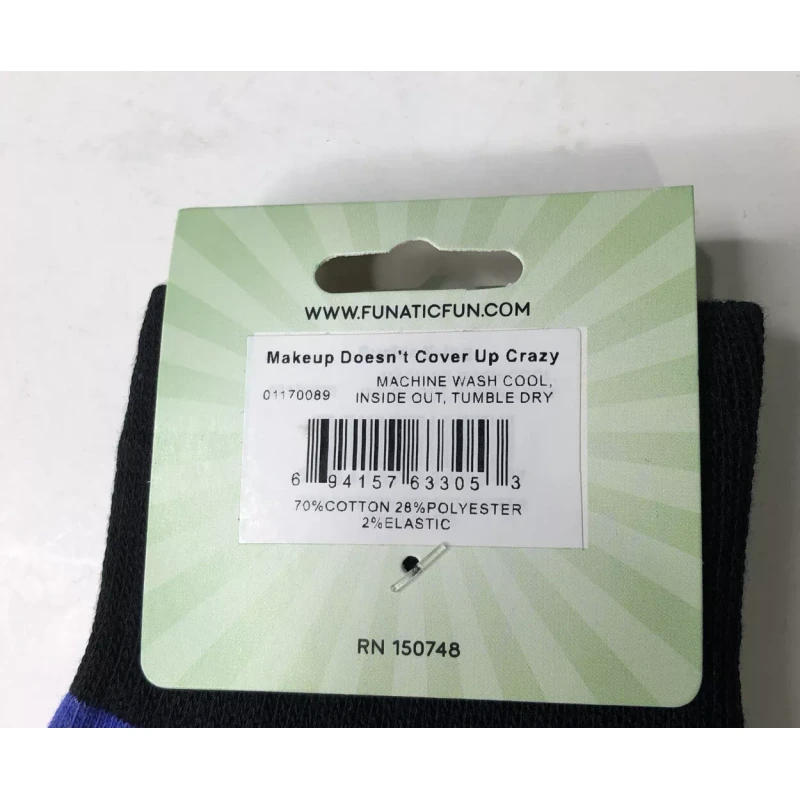 WWW.FUNATICFUN.COM
Makeup Doesn't Cover Up Crazy
01170089 MACHINE WASH COOL,
INSIDE OUT, TUMBLE DRY
6 94157 63305 3
70%COTTON 28%POLYESTER
2%ELASTIC
RN 150748